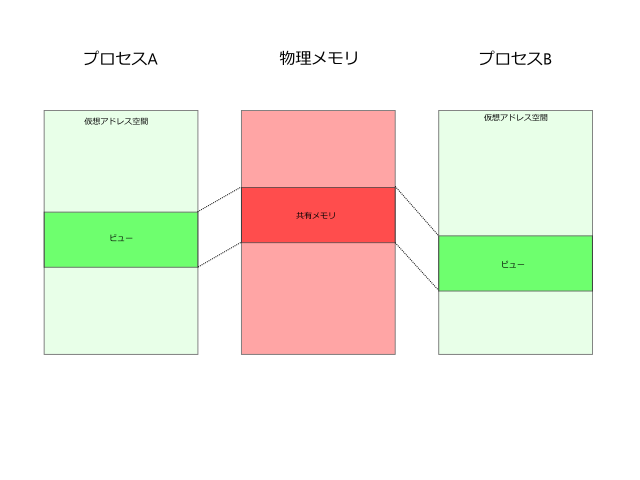 プロセスA
物理メモリ
プロセスB
仮想アドレス空間
仮想アドレス空間
共有メモリ
ビュー
ビュー